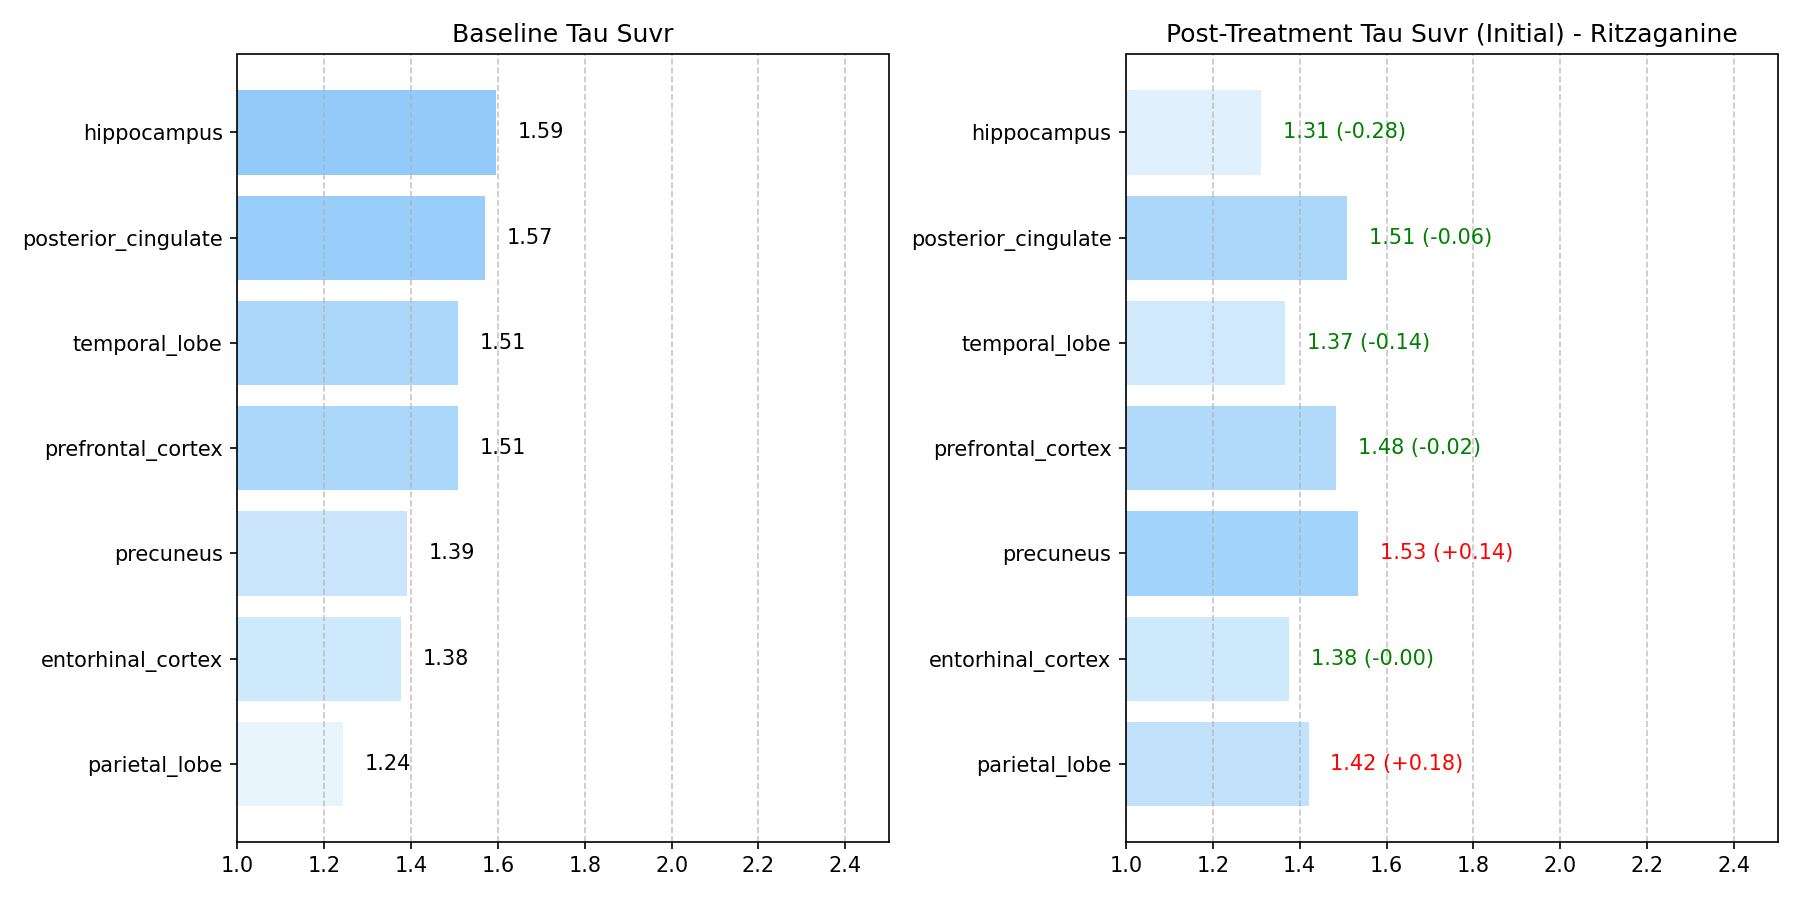 Baseline Tau Suvr
hippocampus
1.59
posterior_cingulate
1.57
temporal_lobe
1.51
prefrontal_cortex
1.51
precuneus
1.39
entorhinal_cortex
1.38
parietal_lobe
1.24
1.0 1.2 1.4 1.6 1.8 2.0 2.2 2.4
Post-Treatment Tau Suvr (Initial) - Ritzaganine
hippocampus
1.31 (-0.28)
posterior_cingulate
1.51 (-0.06)
temporal_lobe
1.37 (-0.14)
prefrontal_cortex
1.48 (-0.02)
precuneus
1.53 (+0.14)
entorhinal_cortex
1.38 (-0.00)
parietal_lobe
1.42 (+0.18)
1.0 1.2 1.4 1.6 1.8 2.0 2.2 2.4